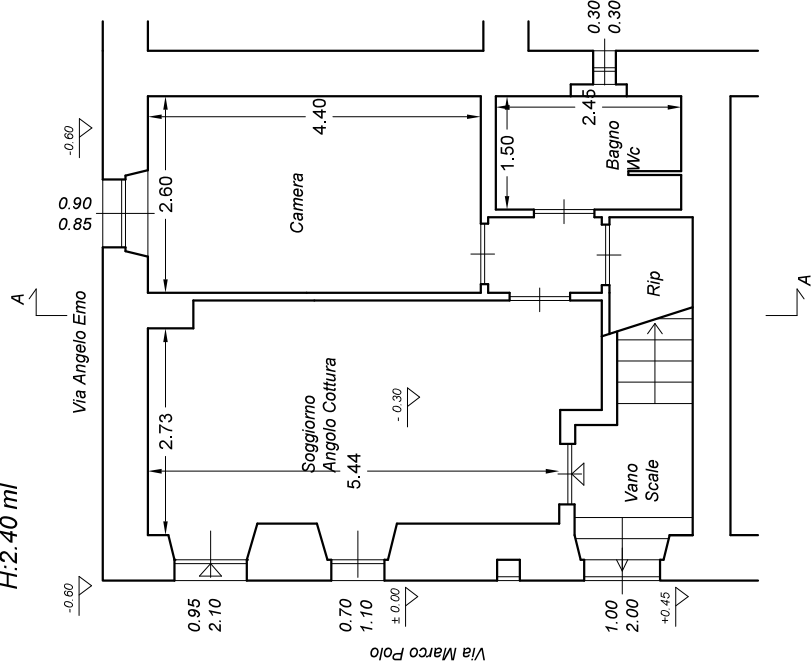 H:2.40 ml
Via Angelo Emo
Via Marco Polo
A
A
-0.60
-0.60
0.90
0.85
2.60
4.40
Camera
1.50
2.45
Bagno
Wc
0.30
0.30
Rip
2.73
Soggiorno
Angolo Cottura
5.44
- 0.30
Vano
Scale
0.95
2.10
0.70
1.10
± 0.00
1.00
2.00
+0.45